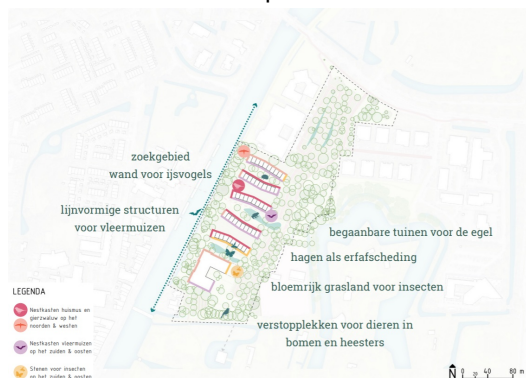 zoekgebied
wand voor ijsvogels
lijnvormige structuren
voor vleermuizen
begaanbare tuinen voor de egel
hagen als erfafscheding
bloemrijk grasland voor insecten
verstopplekken voor dieren in
bomen en heesters
LEGENDA
Nestkasten huismus en
gierzwaluw op het
noorden & westen
Nestkasten vleermuizen
op het zuiden & oosten
Stenen voor insecten
op het zuiden & oosten
N 0 40 80 m